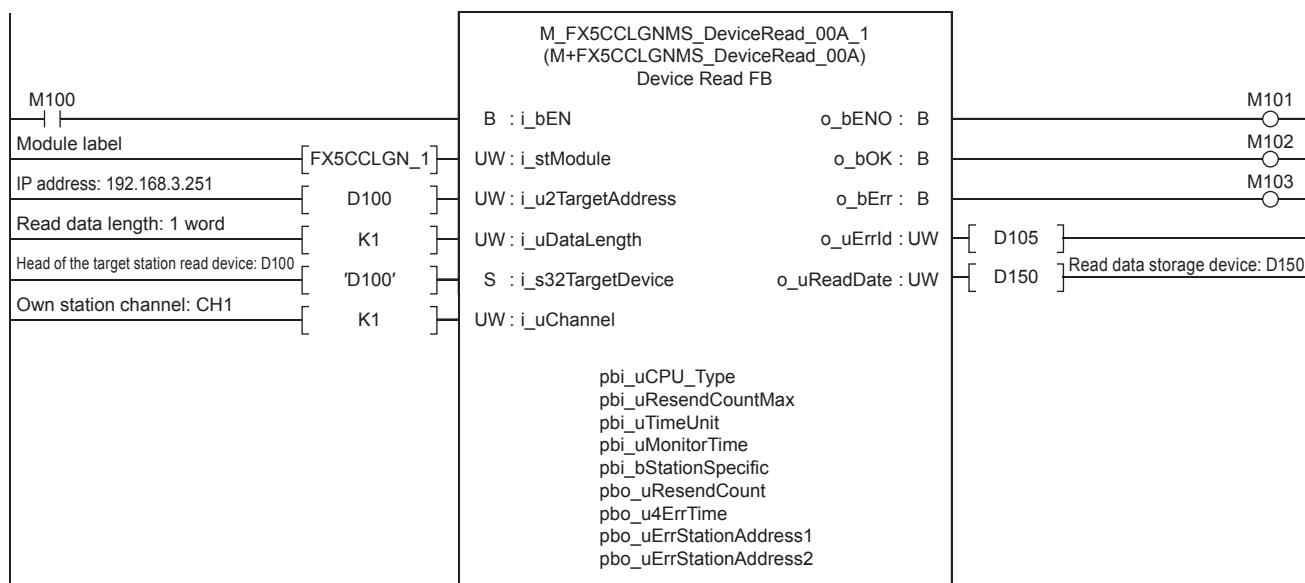 M_FX5CCLGNMS_DeviceRead_00A_1
(M+FX5CCLGNMS_DeviceRead_00A)
Device Read FB
M100
B : i_bEN
o_bENO : B
M101
Module label
FX5CCLGN_1
UW : i_stModule
o_bOK : B
M102
IP address: 192.168.3.251
D100
UW : i_u2TargetAddress
o_bErr : B
M103
Read data length: 1 word
K1
UW : i_uDataLength
o_uErrId : UW
D105
Head of the target station read device: D100
'D100'
S : i_s32TargetDevice
o_uReadDate : UW
D150
Read data storage device: D150
Own station channel: CH1
K1
UW : i_uChannel
pbi_uCPU_Type
pbi_uResendCountMax
pbi_uTimeUnit
pbi_uMonitorTime
pbi_bStationSpecific
pbo_uResendCount
pbo_u4ErrTime
pbo_uErrStationAddress1
pbo_uErrStationAddress2